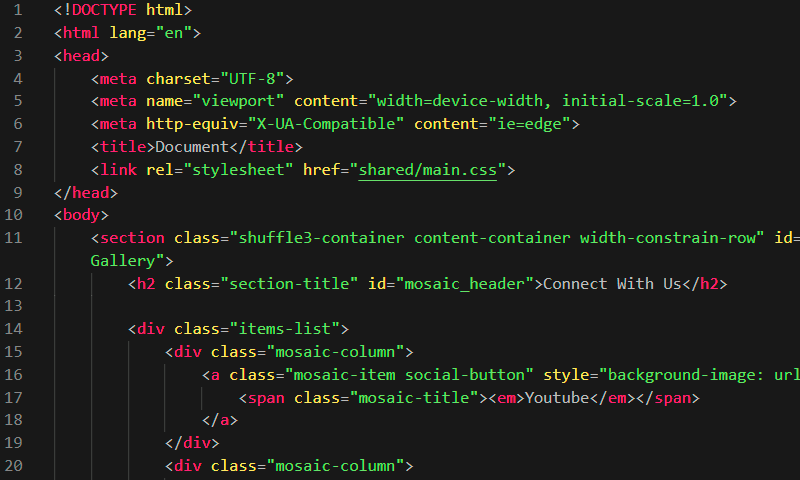 1 <!DOCTYPE html>
2 <html lang="en">
3 <head>
4 <meta charset="UTF-8">
5 <meta name="viewport" content="width=device-width, initial-scale=1.0">
6 <meta http-equiv="X-UA-Compatible" content="ie=edge">
7 <title>Document</title>
8 <link rel="stylesheet" href="shared/main.css">
9 </head>
10 <body>
11 <section class="shuffle3-container content-container width-constrain-row" id=
Gallery">
12 <h2 class="section-title" id="mosaic_header">Connect With Us</h2>
13
14 <div class="items-list">
15 <div class="mosaic-column">
16 <a class="mosaic-item social-button" style="background-image: url
17 <span class="mosaic-title"><em>Youtube</em></span>
18 </a>
19 </div>
20 <div class="mosaic-column">